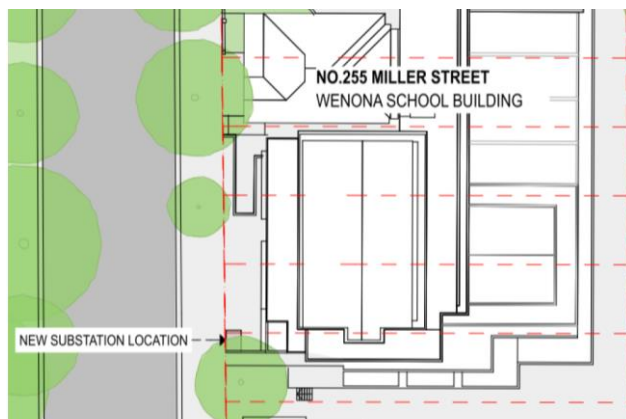 NO.255 MILLER STREET
WENONA SCHOOL BUILDING
NEW SUBSTATION LOCATION